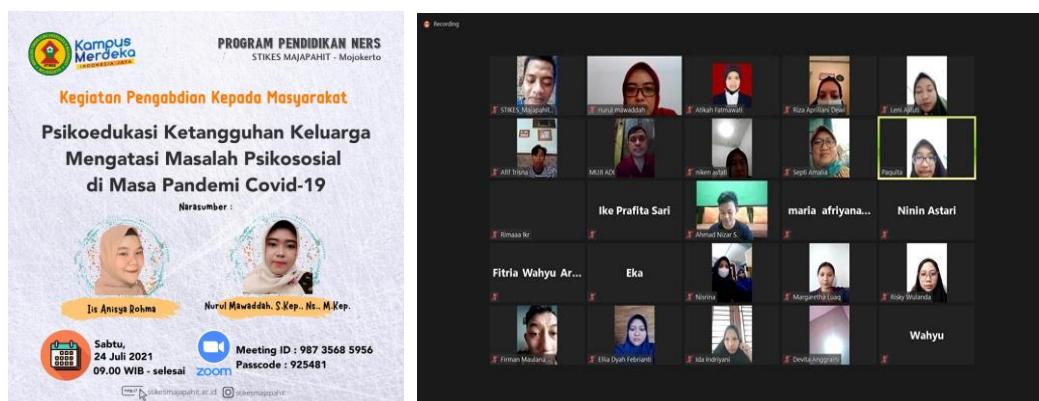 Kampus
Merdeka
INDONESIA JAYA
PROGRAM PENDIDIKAN NERS
STIKES MAJAPAHIT - Mojokerto
Kegiatan Pengabdian Kepada Masyarakat
Psikoedukasi Ketangguhan Keluarga
Mengatasi Masalah Psikososial
di Masa Pandemi Covid-19
Narasumber :
Iis Anisya Rohma
Nurul Mawaddah, S.Kep., Ns., M.Kep.
Sabtu,
24 Juli 2021
09.00 WIB - selesai
zoom
Meeting ID : 987 3568 5956
Passcode : 925481
stikesmajapahit.ac.id
stikesmajapahit
Recording
STIKES_Majapahit...
nurul mawaddah
Atikah Fatmawati
Riza Apriliani Dewi
Leni Astuti
Afif Trisna
MUJI ADI
niken astati
Septi Amalia
Paquita
Rimaaa Ikr
Ike Prafita Sari
Ahmad Nizar S.
maria afriyana...
Ninin Astari
Fitria Wahyu Ar...
Eka
Nisrina
Margaretha Luaq
Risky Wulanda
Firman Maulana ...
Ellia Dyah Febrianti
Ida Indriyani
Devita Anggraini
Wahyu